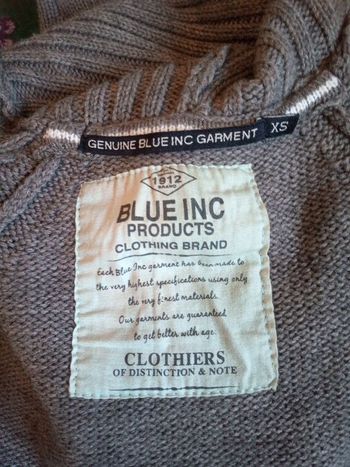 GENUINE BLUE INC GARMENT XS
1912
BRAND
BLUE INC
PRODUCTS
CLOTHING BRAND
Each Blue Inc garment has been made to
the very highest specifications using only
the very finest materials.
Our garments are guaranteed
to get better with age.
CLOTHIERS
OF DISTINCTION & NOTE